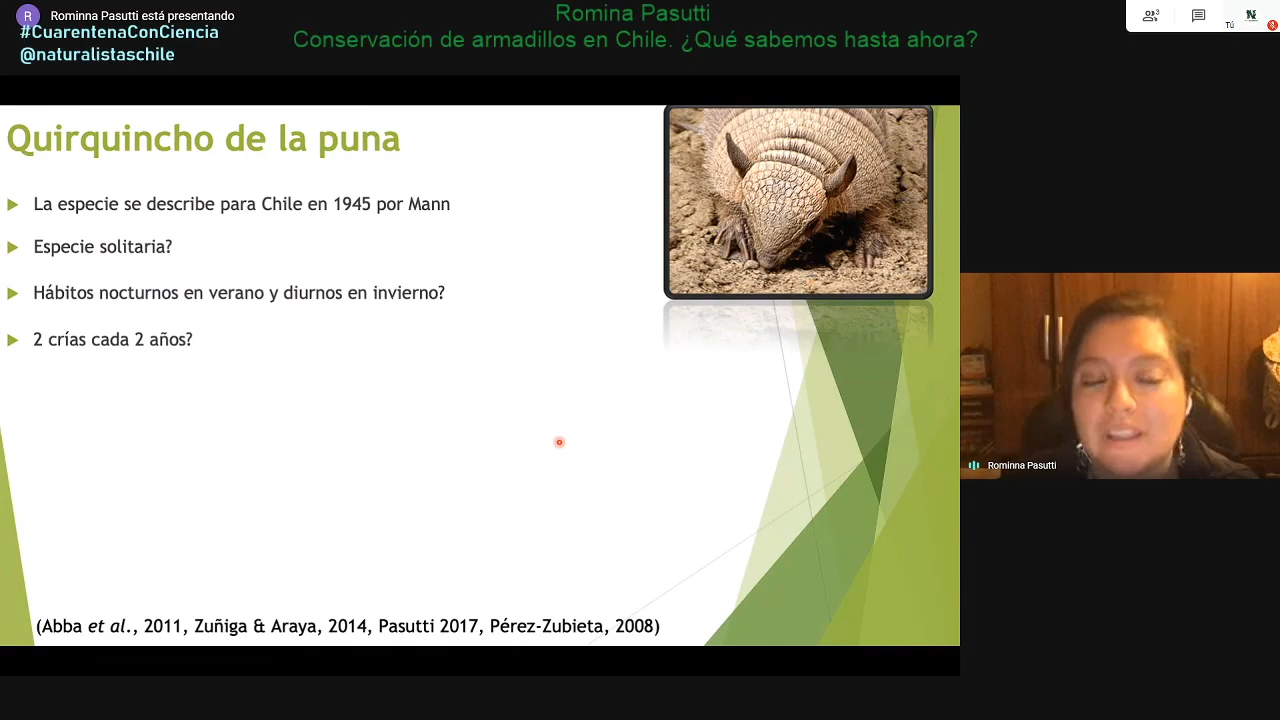 R
Rominna Pasutti está presentando
#CuarentenaConCiencia
@naturalistaschile
Romina Pasutti
Conservación de armadillos en Chile. ¿Qué sabemos hasta ahora?
3
Tú
Quirquincho de la puna
La especie se describe para Chile en 1945 por Mann
Especie solitaria?
Hábitos nocturnos en verano y diurnos en invierno?
2 crías cada 2 años?
(Abba et al., 2011, Zuñiga & Araya, 2014, Pasutti 2017, Pérez-Zubieta, 2008)
Rominna Pasutti